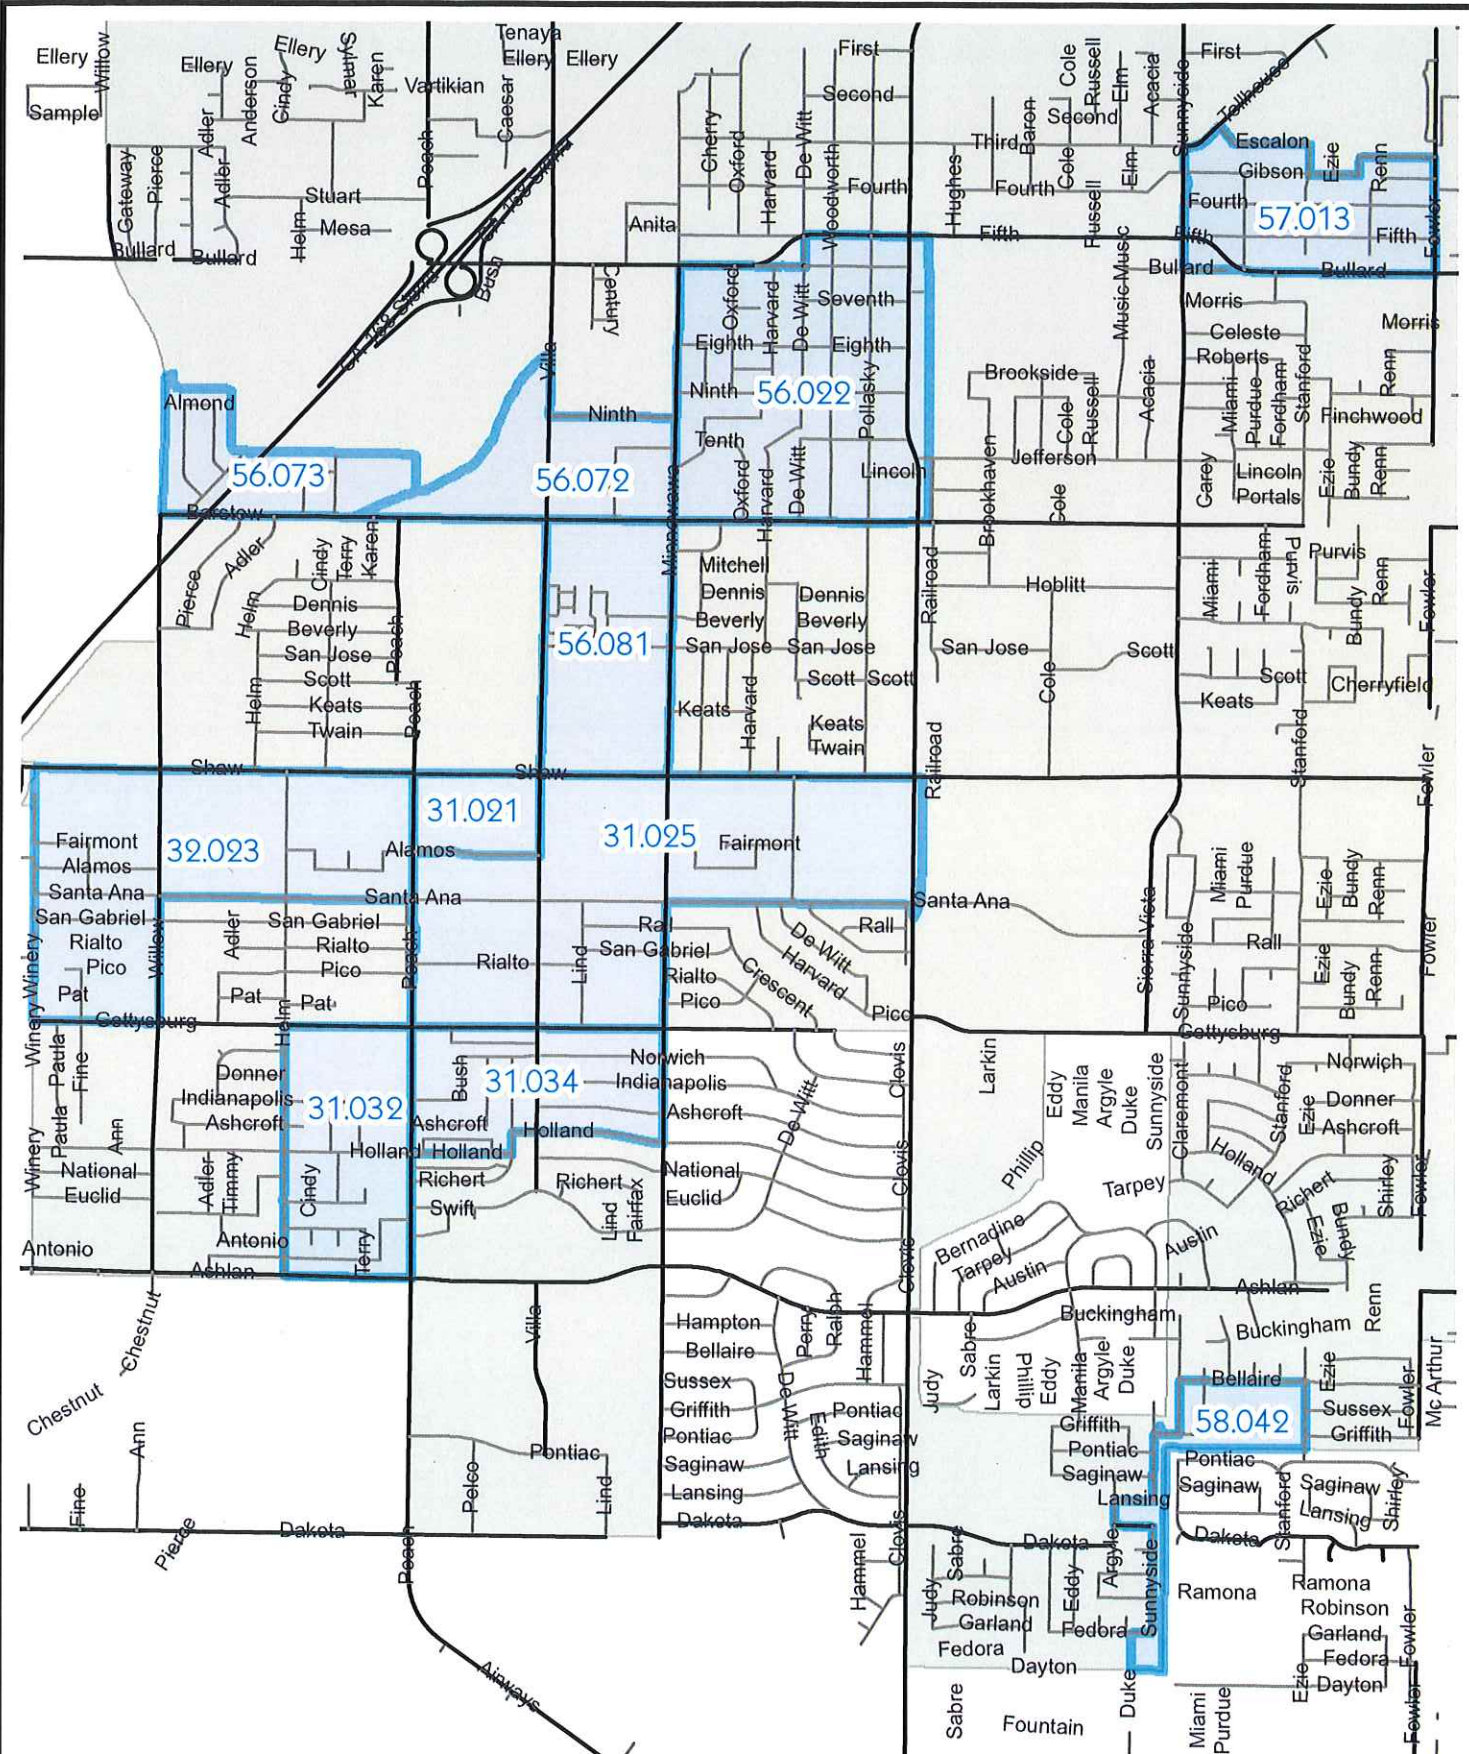 Tenaya
Ellery
Willow
Ellery
Ellery
Sylmar
Karen
Ellery
Ellery
First
Cole
Russell
Elm
Acacia
Sunnyside
First
Tollhouse
Sample
Adler
Anderson
Cindy
Vartikian
Peach
Caesar
Second
Second
Cherry
Oxford
Harvard
De Witt
Woodworth
Third
Baron
Cole
Elm
Escalon
Gibson
Ezie
Renn
Gateway
Pierce
Adler
Stuart
Helm
Mesa
Anita
Fourth
Hughes
Fourth
Russell
Fourth
57.013
Fifth
Fifth
Fifth
Fowler
Bullard
Bullard
Bush
Century
Music
Music
Bullard
Bullard
Oxford
Harvard
De Witt
Seventh
Morris
Morris
Celeste
Villa
Eighth
Eighth
Roberts
Stanford
Renn
Almond
Ninth
Ninth
56.022
Pollasky
Brookside
Cole
Russell
Acacia
Miami
Purdue
Fordham
Finchwood
Tenth
56.073
56.072
Minnewawa
Oxford
Harvard
De Witt
Lincoln
Brookhaven
Jefferson
Cole
Carey
Lincoln
Portals
Ezie
Bundy
Renn
Barstow
Pierce
Adler
Cindy
Terry
Karen
Mitchell
Railroad
Miami
Fordham
Purvis
Purvis
Renn
Helm
Dennis
Dennis
Dennis
Hoblitt
Bundy
Fowler
Beverly
Peach
Beverly
Beverly
San Jose
56.081
San Jose
San Jose
San Jose
Scott
Scott
Scott
Scott
Cole
Scott
Cherryfield
Helm
Keats
Peach
Keats
Harvard
Keats
Keats
Twain
Twain
Stanford
Railroad
Shaw
Shaw
Fowler
31.021
31.025
32.023
Fairmont
Alamos
Fairmont
Alamos
Miami
Purdue
Ezie
Bundy
Renn
Santa Ana
Santa Ana
Santa Ana
Sierra Vista
San Gabriel
Adler
San Gabriel
Rall
Rall
Rall
Rialto
Rialto
San Gabriel
De Witt
Harvard
Crescent
Sunnyside
Ezie
Bundy
Renn
Fowler
Winery
Pico
Willow
Pico
Peach
Rialto
Lind
Rialto
Pat
Pat
Pat
Pico
Pico
Pico
Gettysburg
Helm
Gettysburg
Winery
Winery
Paula
Fine
Donner
Bush
31.034
Norwich
Indianapolis
De Witt
Clovis
Larkin
Eddy
Manila
Argyle
Duke
Sunnyside
Claremont
Stanford
Norwich
Donner
Indianapolis
31.032
Ashcroft
Ashcroft
Ashcroft
Ezie
Ashcroft
Paula
Ann
Holland
Holland
Holland
Holland
Winery
National
Euclid
Adler
Timmy
Cindy
Richert
Richert
National
Euclid
Clovis
Phillip
Tarpey
Richert
Shirley
Fowler
Swift
Lind
Fairfax
Bernadine
Tarpey
Austin
Austin
Ezie
Bundy
Antonio
Antonio
Terry
Ashlan
Clovis
Ashlan
Chestnut
Villa
Hampton
Bellaire
Perry
Ralph
Hammel
Buckingham
Buckingham
Renn
Sabre
Judy
Larkin
Phillip
Eddy
Manila
Argyle
Duke
Bellaire
Ezie
Fowler
Mc Arthur
Chestnut
Sussex
Griffith
Pontiac
De Witt
Edith
Pontiac
Saginaw
Lansing
Griffith
Pontiac
Saginaw
58.042
Sussex
Griffith
Ann
Pontiac
Pontiac
Saginaw
Pelco
Lind
Lansing
Lansing
Saginaw
Stanford
Saginaw
Lansing
Shirley
Fine
Pierce
Dakota
Dakota
Peach
Hammel
Clovis
Judy
Sabre
Dakota
Eddy
Argyle
Sunnyside
Dakota
Robinson
Garland
Fedora
Fedora
Ramona
Ramona
Robinson
Garland
Fedora
Dayton
Fowler
Ezie
Dayton
Airways
Sabre
Fountain
Duke
Miami
Purdue
Fowler